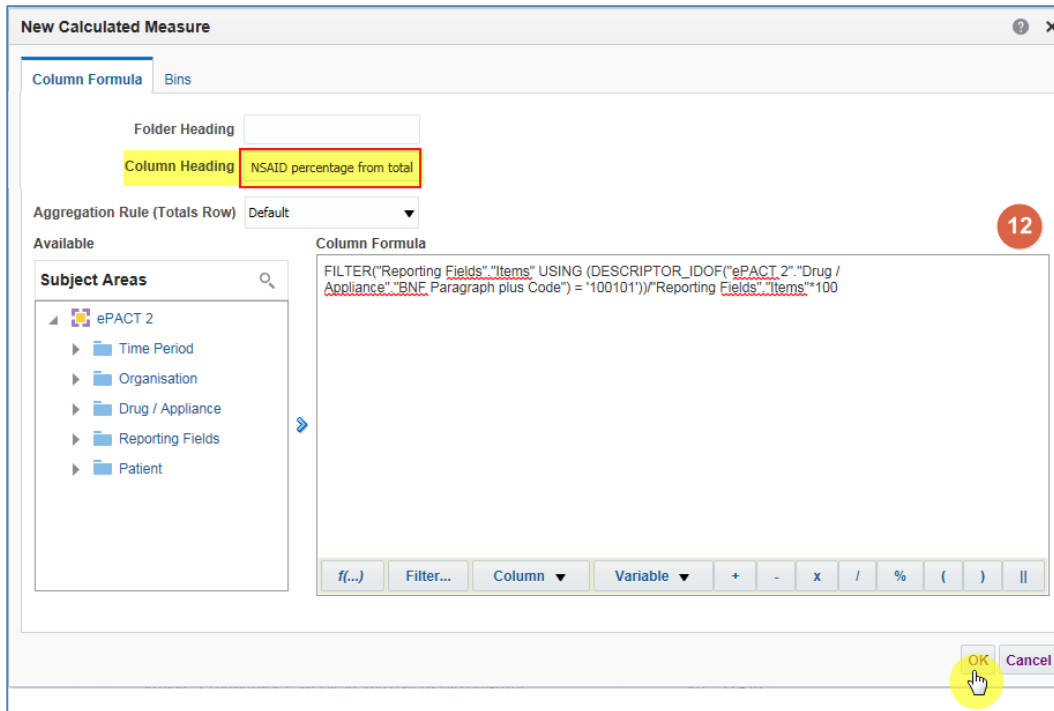 New Calculated Measure
Column Formula Bins
Folder Heading
Column Heading NSAID percentage from total
Aggregation Rule (Totals Row) Default
12
Available Column Formula
Subject Areas
FILTER("Reporting Fields"."Items" USING (DESCRIPTOR_IDOF("ePACT 2"."Drug /
Appliance"."BNF Paragraph plus Code") = '100101'))/"Reporting Fields"."Items"*100
ePACT 2
Time Period
Organisation
Drug / Appliance
Reporting Fields
Patient
f(...) Filter... Column Variable + - x / % ( ) ||
OK Cancel